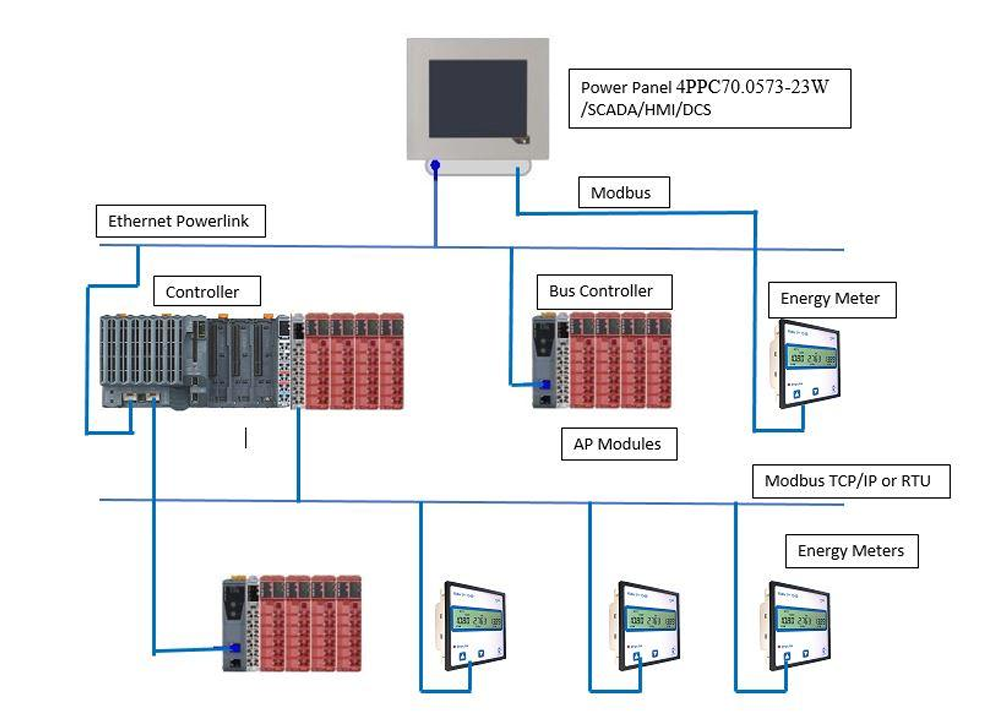 Power Panel 4PPC70.0573-23W
/SCADA/HMI/DCS
Modbus
Ethernet Powerlink
Controller
Bus Controller
Energy Meter
AP Modules
Modbus TCP/IP or RTU
Energy Meters